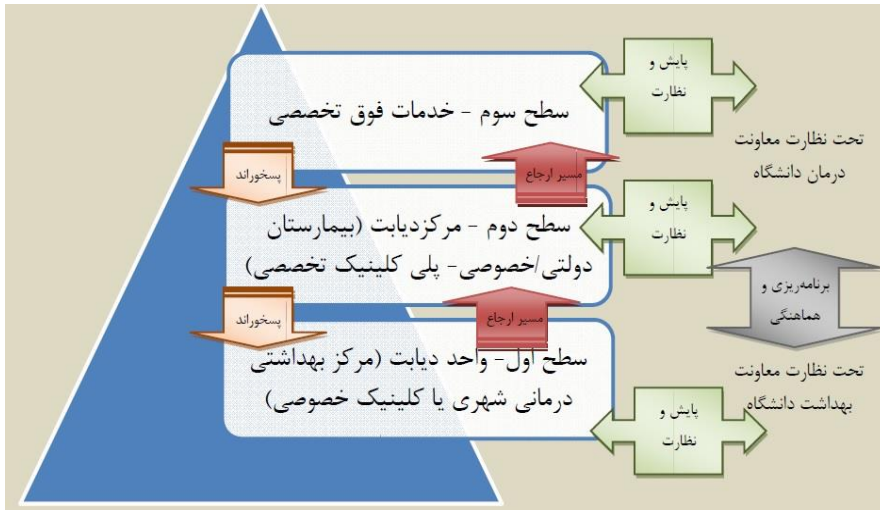 پایش و
نظارت
سطح سوم - خدمات فوق تخصصی
تحت نظارت معاونت
درمان دانشگاه
پسخوراند
مسیر ارجاع
پایش و
نظارت
سطح دوم - مرکزدیابت (بیمارستان
دولتی/خصوصی- پلی کلینیک تخصصی)
برنامه‌ریزی و
هماهنگی
پسخوراند
مسیر ارجاع
سطح اول- واحد دیابت (مرکز بهداشتی
درمانی شهری یا کلینیک خصوصی)
تحت نظارت معاونت
بهداشت دانشگاه
پایش و
نظارت